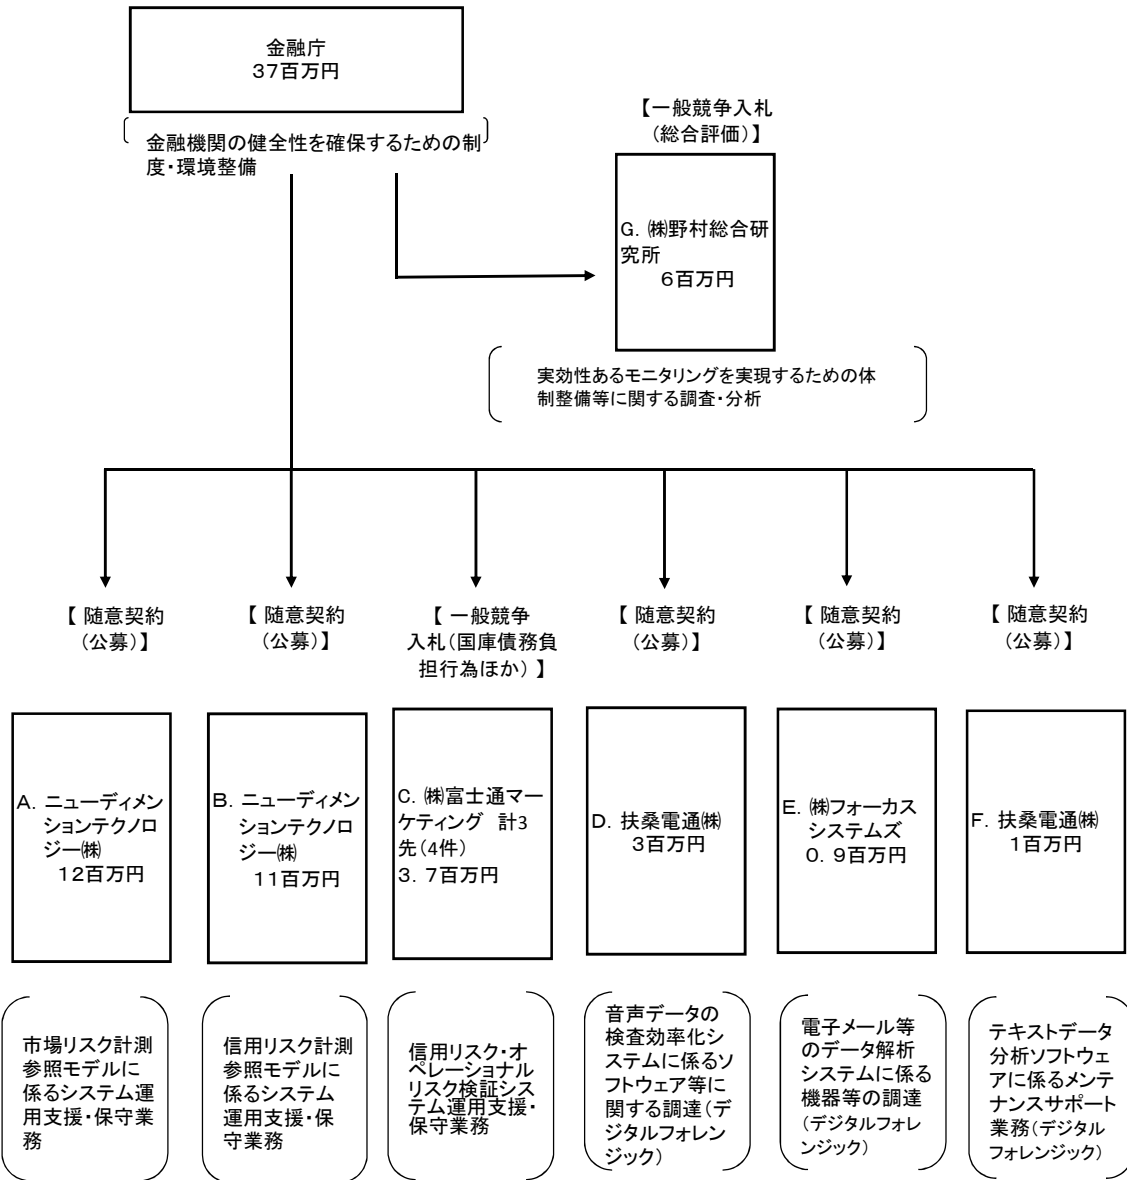 金融庁
37百万円
金融機関の健全性を確保するための制
度・環境整備
【一般競争入札
(総合評価)】
G. ㈱野村総合研
究所
6百万円
実効性あるモニタリングを実現するための体
制整備等に関する調査・分析
【 随意契約
(公募)】
【 随意契約
(公募)】
【 一般競争
入札(国庫債務負
担行為ほか) 】
【 随意契約
(公募)】
【 随意契約
(公募)】
【 随意契約
(公募)】
A. ニューディメン
ションテクノロ
ジー㈱
12百万円
B. ニューディメン
ションテクノロ
ジー㈱
11百万円
C. ㈱富士通マー
ケティング 計3
先(4件)
3. 7百万円
D. 扶桑電通㈱
3百万円
E. ㈱フォーカス
システムズ
0. 9百万円
F. 扶桑電通㈱
1百万円
市場リスク計測
参照モデルに
係るシステム運
用支援・保守業
務
信用リスク計測
参照モデルに
係るシステム
運用支援・保
守業務
信用リスク・オ
ペレーショナル
リスク検証シス
テム運用支援・
保守業務
音声データの
検査効率化シ
ステムに係るソ
フトウェア等に
関する調達(デ
ジタルフォレン
ジック)
電子メール等
のデータ解析
システムに係る
機器等の調達
(デジタルフォレ
ンジック)
テキストデータ
分析ソフトウェ
アに係るメンテ
ナンスサポート
業務(デジタル
フォレンジック)